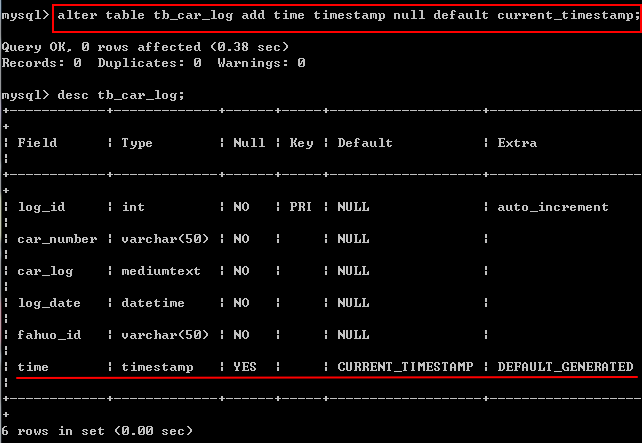 mysql> alter table tb_car_log add time timestamp null default current_timestamp;
Query OK, 0 rows affected (0.38 sec)
Records: 0  Duplicates: 0  Warnings: 0
mysql> desc tb_car_log;
+------------+-------------+------+-----+-------------------+-------------------
+
| Field      | Type        | Null | Key | Default           | Extra
|
+------------+-------------+------+-----+-------------------+-------------------
+
| log_id     | int         | NO   | PRI | NULL              | auto_increment
|
| car_number | varchar(50) | NO   |     | NULL              |
|
| car_log    | mediumtext  | NO   |     | NULL              |
|
| log_date   | datetime    | NO   |     | NULL              |
|
| fahuo_id   | varchar(50) | NO   |     | NULL              |
|
| time       | timestamp   | YES  |     | CURRENT_TIMESTAMP | DEFAULT_GENERATED
|
+------------+-------------+------+-----+-------------------+-------------------
+
6 rows in set (0.00 sec)